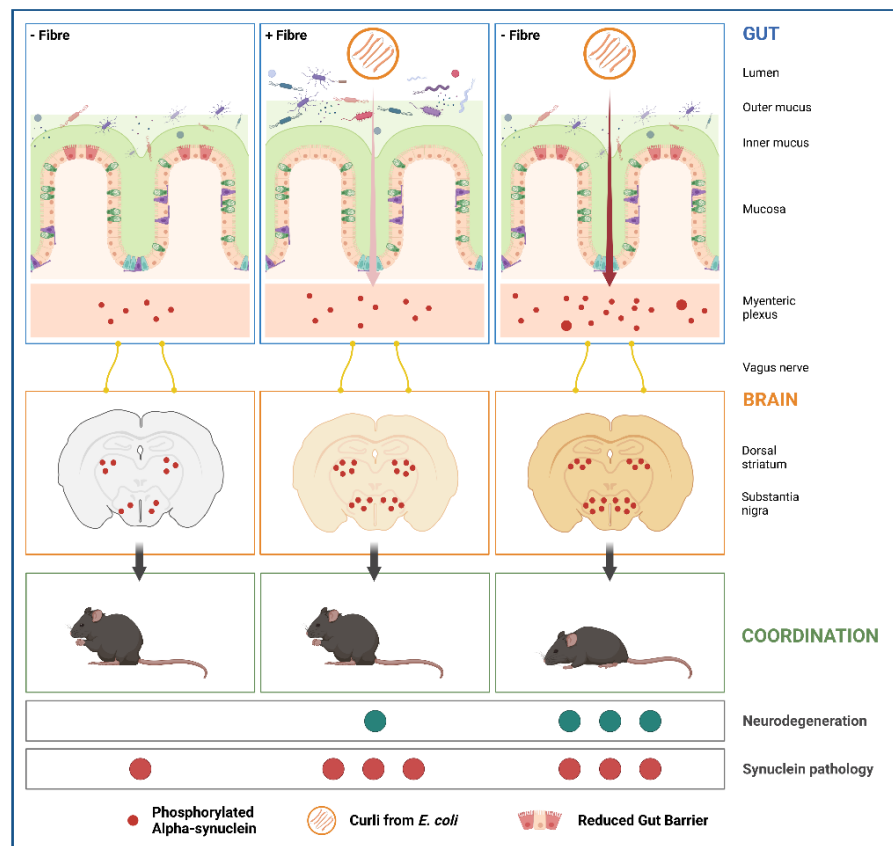 - Fibre
+ Fibre
- Fibre
GUT
Lumen
Outer mucus
Inner mucus
Mucosa
Myenteric
plexus
Vagus nerve
BRAIN
Dorsal
striatum
Substantia
nigra
COORDINATION
Neurodegeneration
Synuclein pathology
Phosphorylated
Alpha-synuclein
Curli from E. coli
Reduced Gut Barrier